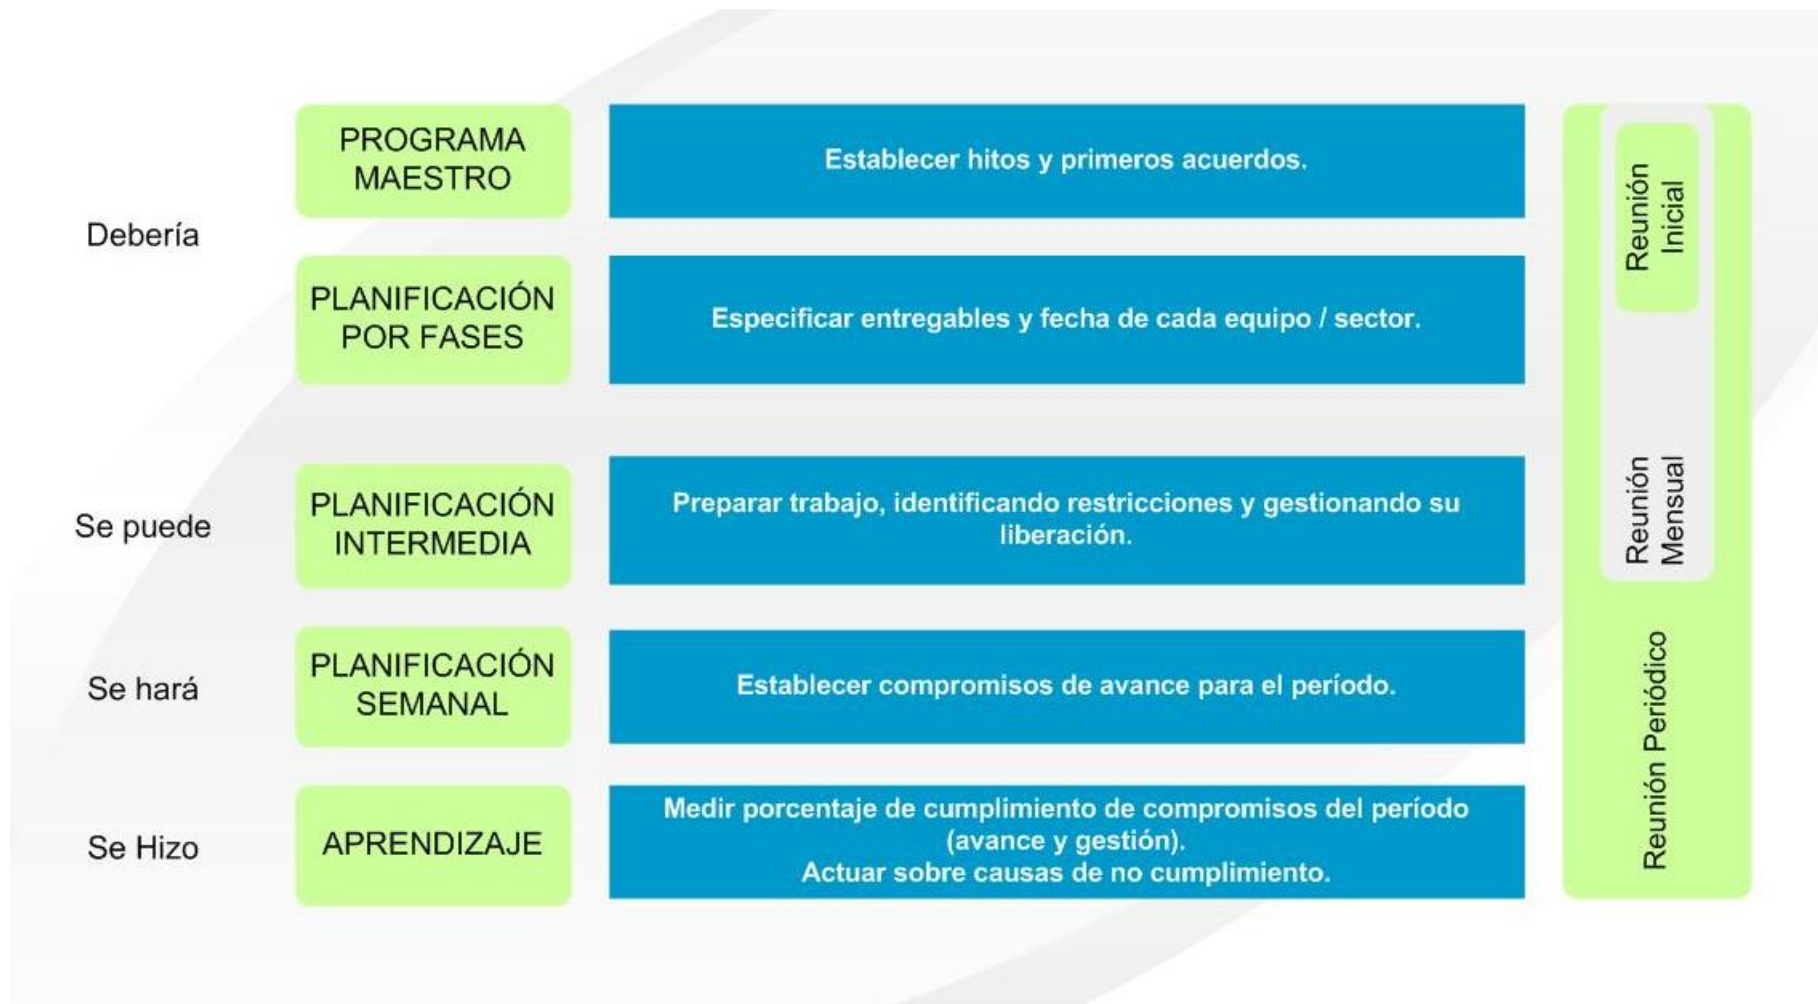 Debería
PROGRAMA
MAESTRO
Establecer hitos y primeros acuerdos.
PLANIFICACIÓN
POR FASES
Especificar entregables y fecha de cada equipo / sector.
Se puede
PLANIFICACIÓN
INTERMEDIA
Preparar trabajo, identificando restricciones y gestionando su
liberación.
Se hará
PLANIFICACIÓN
SEMANAL
Establecer compromisos de avance para el período.
Se Hizo
APRENDIZAJE
Medir porcentaje de cumplimiento de compromisos del período
(avance y gestión).
Actuar sobre causas de no cumplimiento.
Reunión
Inicial
Reunión
Mensual
Reunión Periódico